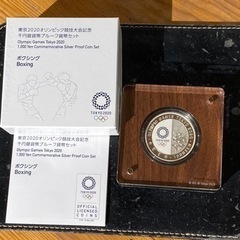 東京2020オリンピック競技大会記念
千円銀貨幣プルーフ貨幣セット
Olympic Games Tokyo 2020
1,000 Yen Commemorative Silver Proof Coin Set
ボクシング
Boxing
TOKYO 2020
東京2020オリンピック競技大会記念
千円銀貨幣プルーフ貨幣セット
Olympic Games Tokyo 2020
1,000 Yen Commemorative Silver Proof Coin Set
ボクシング
Boxing
TOKYO 2020
OFFICIAL
LICENSED
COINS
TOKYO 2020